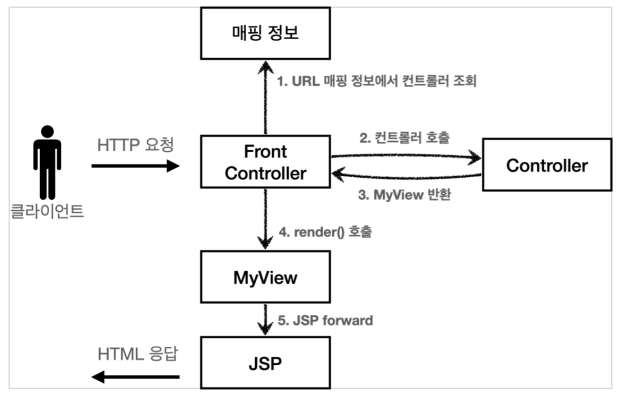 매핑 정보
1. URL 매핑 정보에서 컨트롤러 조회
HTTP 요청
Front
Controller
2. 컨트롤러 호출
Controller
3. MyView 반환
클라이언트
4. render() 호출
MyView
5. JSP forward
HTML 응답
JSP